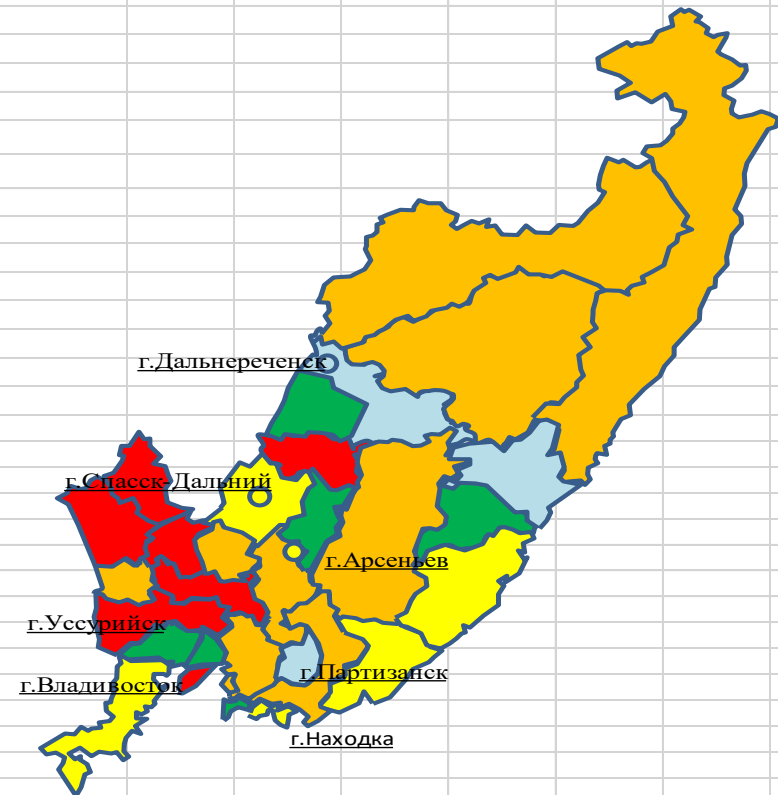 г.Дальнереченск
г.Спасск-Дальний
г.Арсеньев
г.Уссурийск
г.Партизанск
г.Владивосток
г.Находка